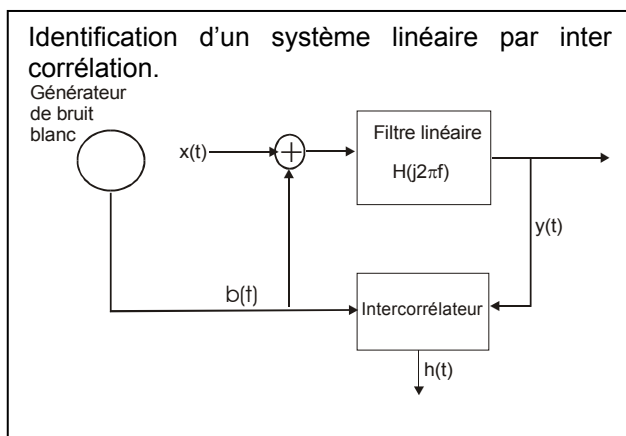 Identification d'un système linéaire par inter
corrélation.
Générateur
de bruit
blanc
x(t)
+
Filtre linéaire
H(j2πf)
y(t)
b(t)
Intercorrélateur
h(t)